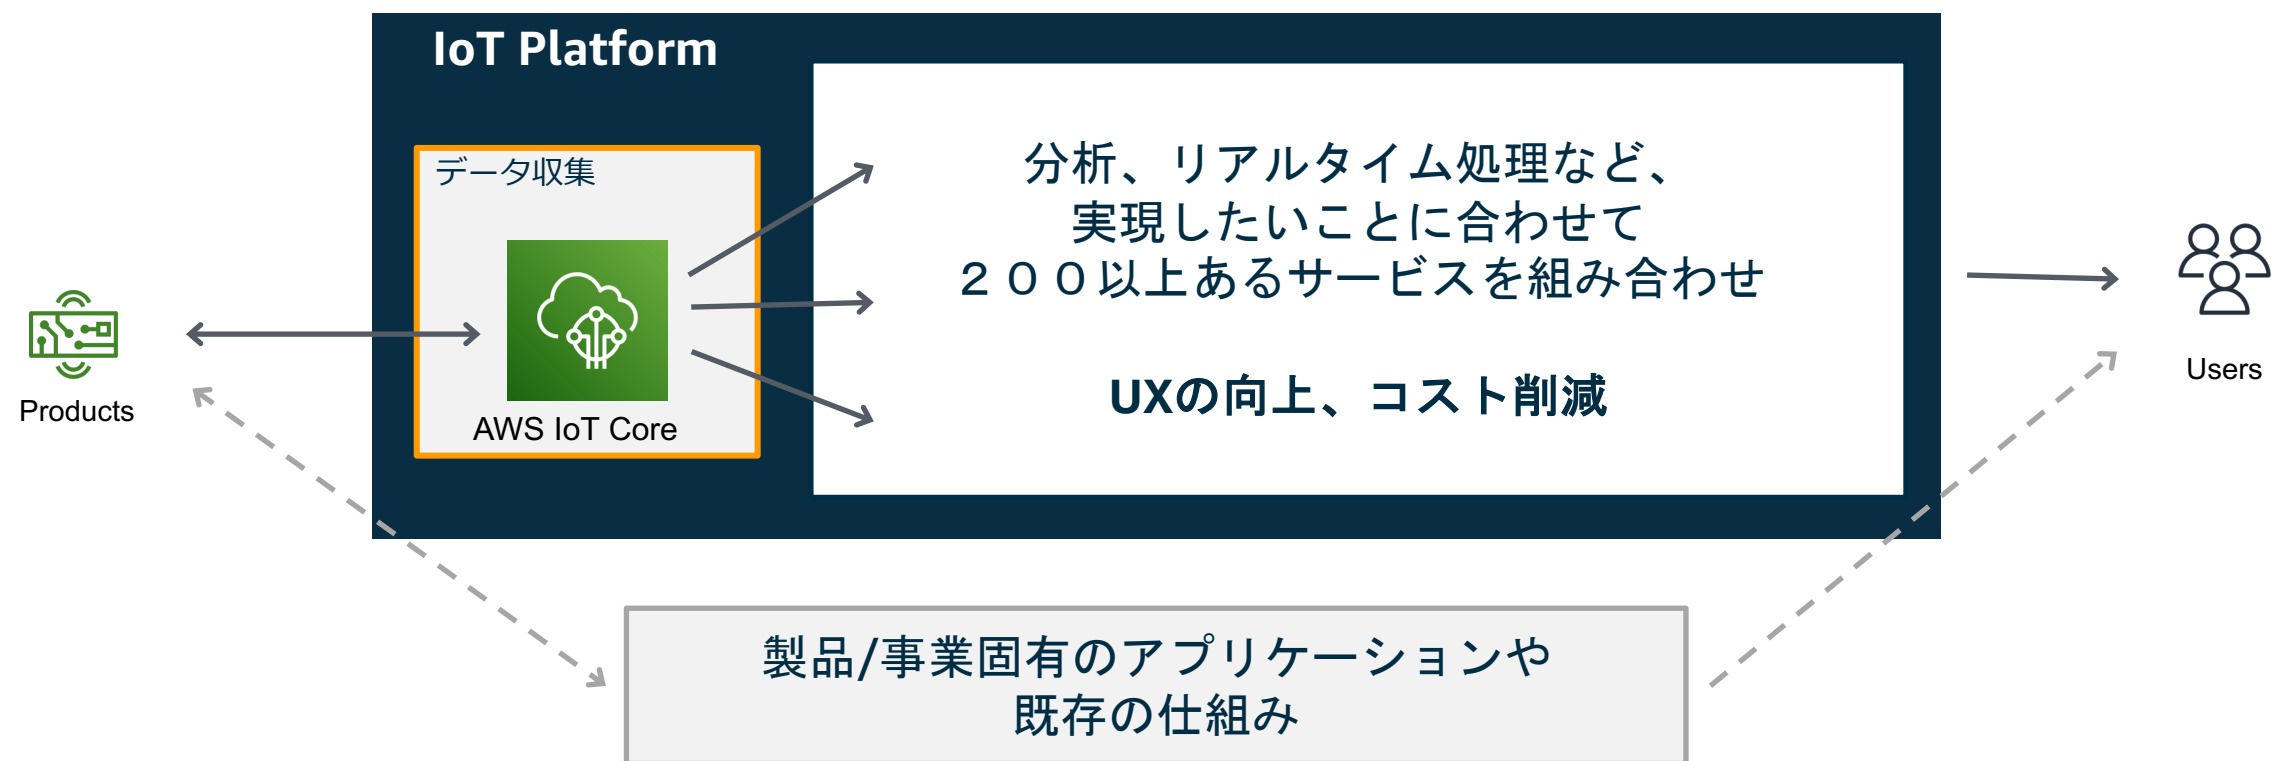 IoT Platform
データ収集
AWS IoT Core
分析、リアルタイム処理など、
実現したいことに合わせて
２００以上あるサービスを組み合わせ
UXの向上、コスト削減
Products
Users
製品/事業固有のアプリケーションや
既存の仕組み